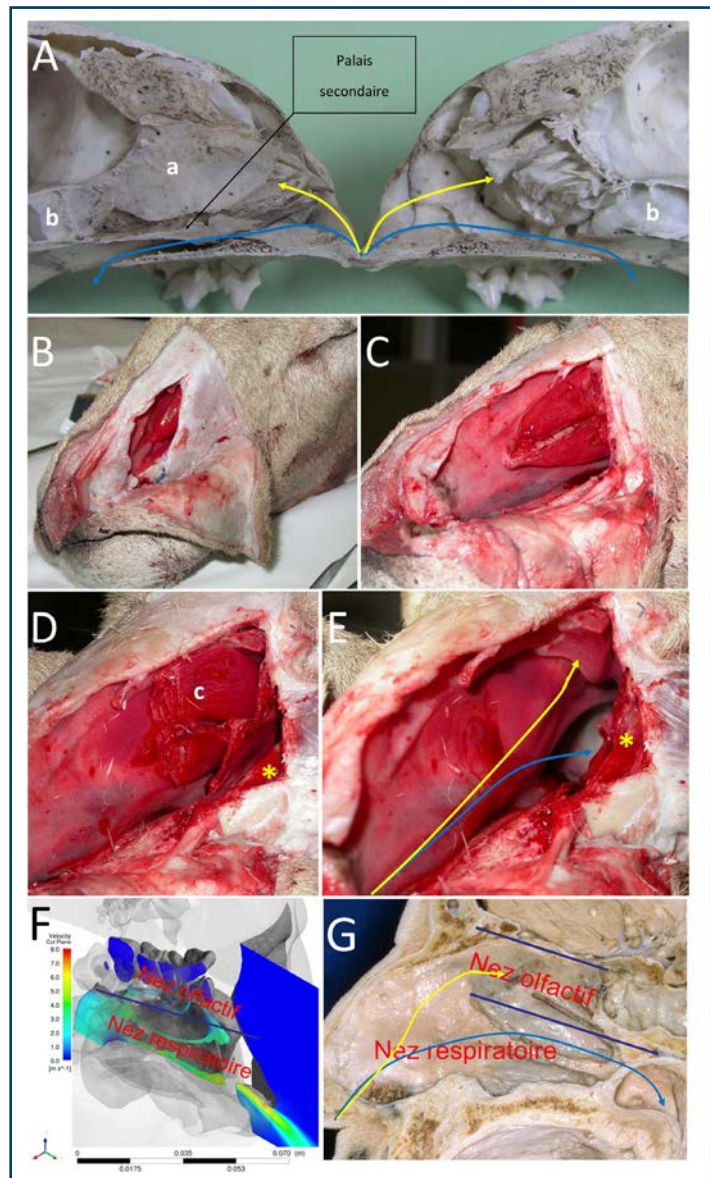 A
Palais
secondaire
a
b
b
B
C
D
c
*
E
*
F
Velocity
Cut Plane
8.0
7.0
6.0
5.0
4.0
3.0
2.0
1.0
0.0
[m s^-1]
Nez olfactif
Nez respiratoire
0
0.035
0.070
(m)
0.0175
0.053
G
Nez olfactif
Nez respiratoire